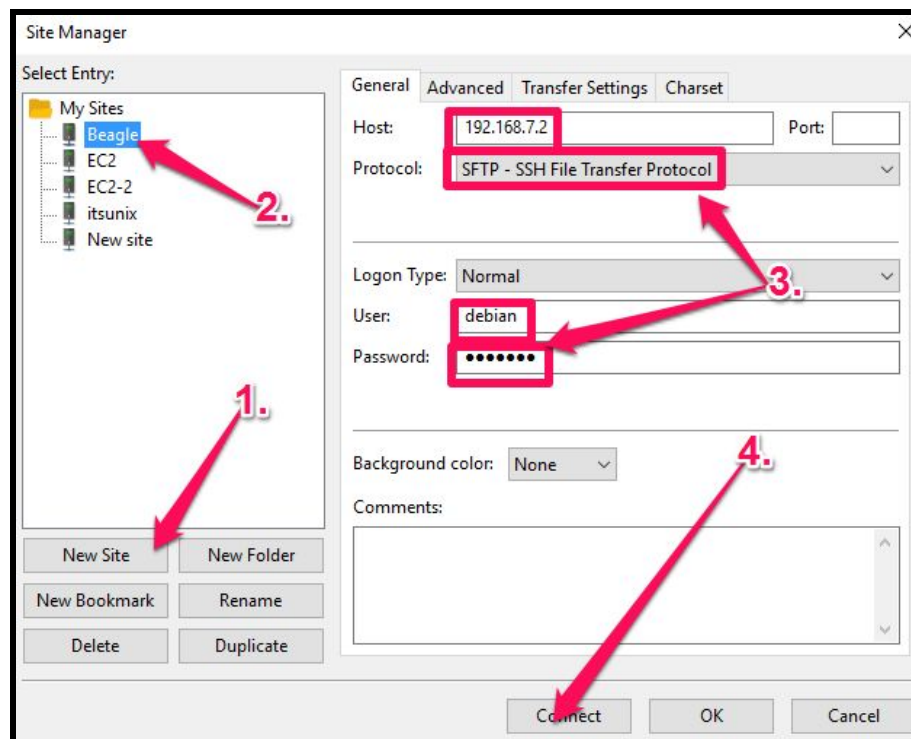 Site Manager
Select Entry:
My Sites
Beagle
EC2
EC2-2
itsunix
New site
2.
1.
New Site
New Folder
New Bookmark
Rename
Delete
Duplicate
General Advanced Transfer Settings Charset
Host: 192.168.7.2 Port:
Protocol: SFTP - SSH File Transfer Protocol
3.
Logon Type: Normal
User: debian
Password: ●●●●●●●
4.
Background color: None
Comments:
Connect OK Cancel